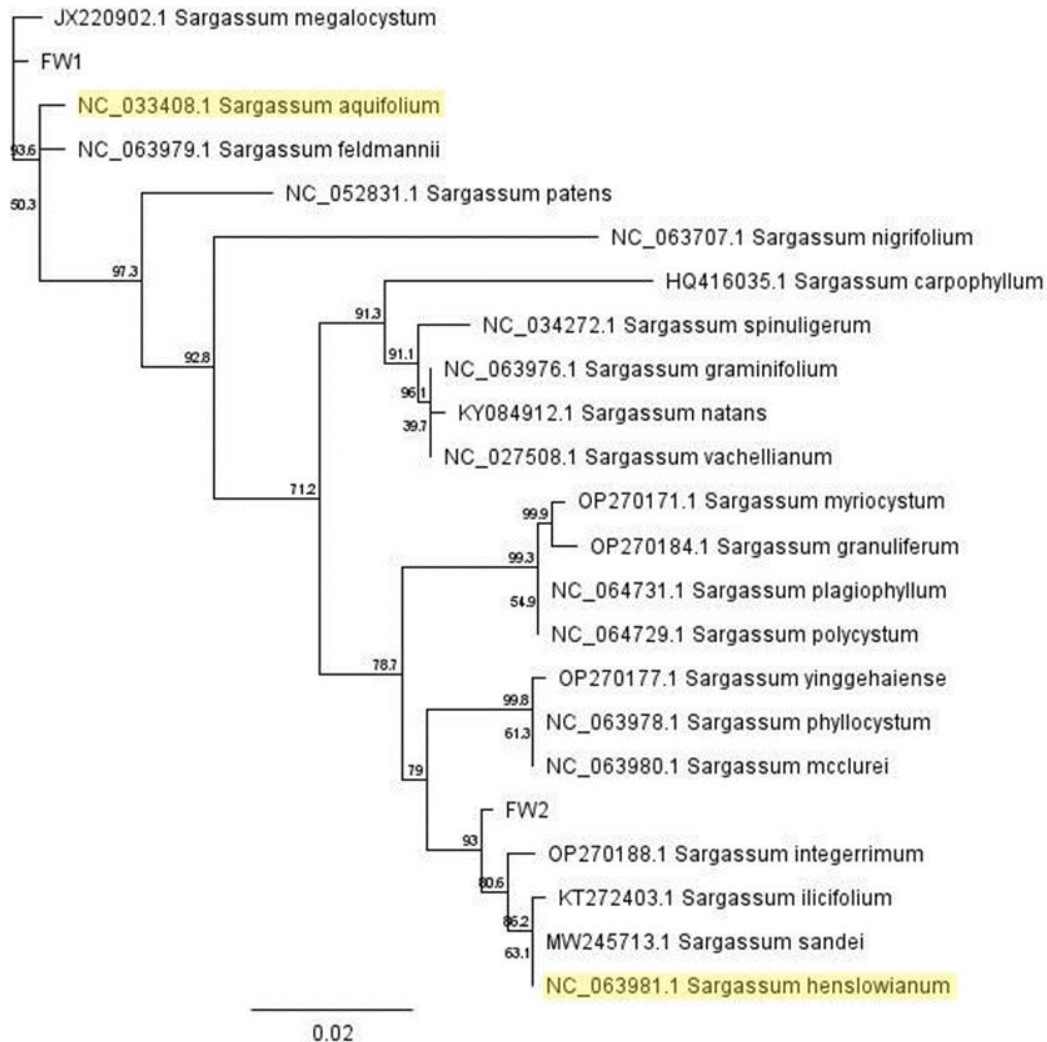 JX220902.1 Sargassum megalocystum
FW1
NC_033408.1 Sargassum aquifolium
93.6
NC_063979.1 Sargassum feldmannii
50.3
NC_052831.1 Sargassum patens
NC_063707.1 Sargassum nigrifolium
97.3
HQ416035.1 Sargassum carpophyllum
91.3
NC_034272.1 Sargassum spinuligerum
92.8
91.1
NC_063976.1 Sargassum graminifolium
96.1
KY084912.1 Sargassum natans
39.7
NC_027508.1 Sargassum vachellianum
71.2
OP270171.1 Sargassum myriocystum
99.9
OP270184.1 Sargassum granuliferum
99.3
NC_064731.1 Sargassum plagiophyllum
54.9
NC_064729.1 Sargassum polycystum
78.7
OP270177.1 Sargassum yinggehaiense
99.8
NC_063978.1 Sargassum phyllocystum
61.3
NC_063980.1 Sargassum mcclurei
79
FW2
93
OP270188.1 Sargassum integerrimum
80.6
KT272403.1 Sargassum ilicifolium
86.2
MW245713.1 Sargassum sandei
63.1
NC_063981.1 Sargassum henslowianum
0.02